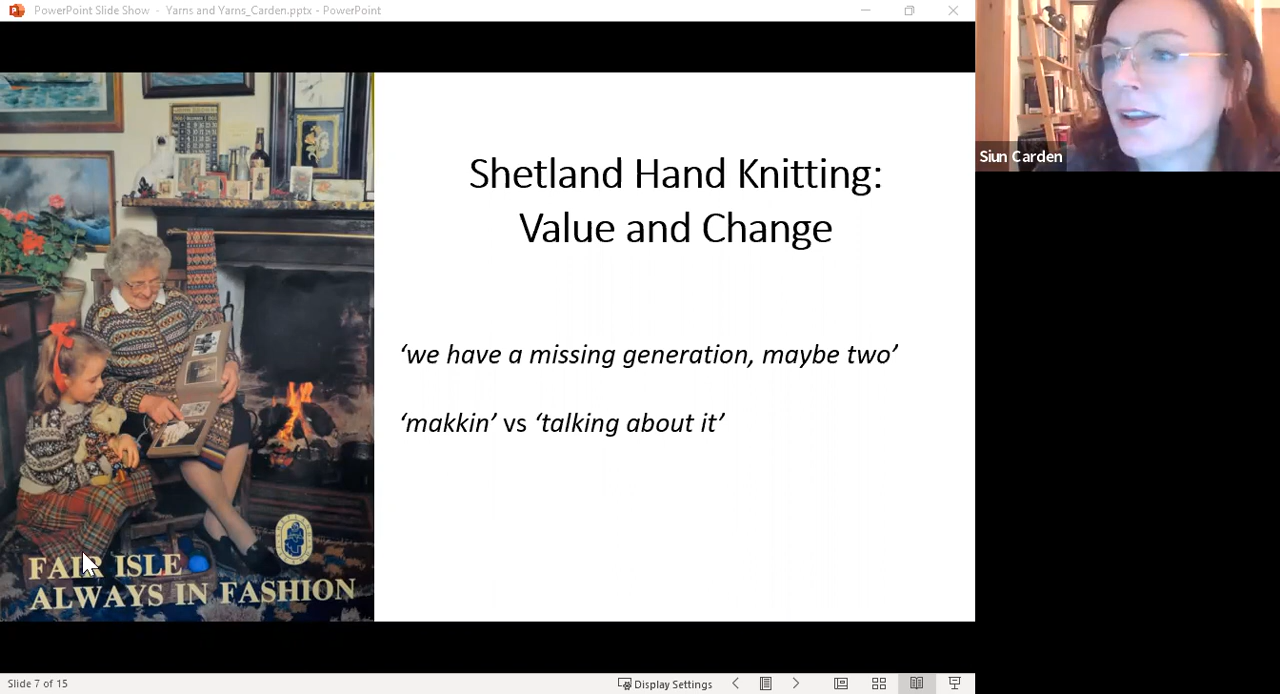 PowerPoint Slide Show - Yarns and Yarns_Carden.pptx - PowerPoint
Siun Carden
Shetland Hand Knitting:
Value and Change
‘we have a missing generation, maybe two’
‘makkin’ vs ‘talking about it’
FAIR ISLE
ALWAYS IN FASHION
Slide 7 of 15
Display Settings